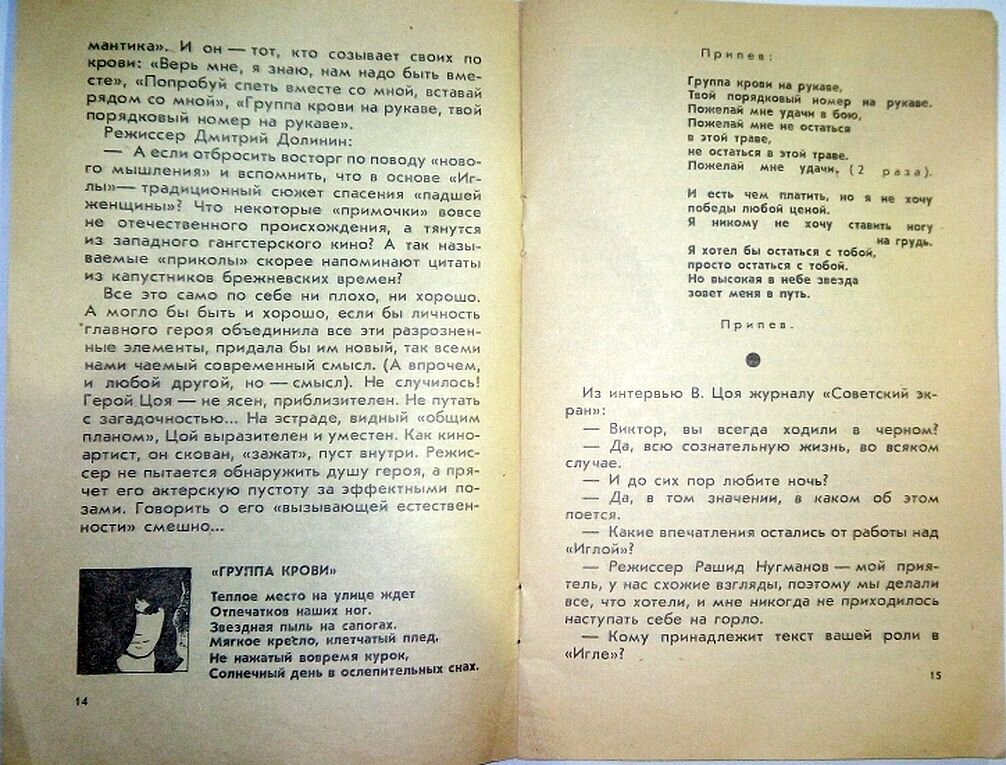 мантика». И он — тот, кто созывает своих по
крови: «Верь мне, я знаю, нам надо быть вме-
сте», «Попробуй спеть вместе со мной, вставай
рядом со мной», «Группа крови на рукаве, твой
порядковый номер на рукаве».
Режиссер Дмитрий Долинин:
— А если отбросить восторг по поводу «ново-
го мышления» и вспомнить, что в основе «Иг-
лы»— традиционный сюжет спасения «падшей
женщины»? Что некоторые «примочки» вовсе
не отечественного происхождения, а тянутся
из западного гангстерского кино? А так назы-
ваемые «приколы» скорее напоминают цитаты
из капустников брежневских времен?
Все это само по себе ни плохо, ни хорошо.
А могло бы быть и хорошо, если бы личность
главного героя объединила все эти разрознен-
ные элементы, придала бы им новый, так всеми
нами чаемый современный смысл. (А впрочем,
и любой другой, но — смысл). Не случилось!
Герой Цоя — не ясен, приблизителен. Не путать
с загадочностью... На эстраде, видный «общим
планом», Цой выразителен и уместен. Как кино-
артист, он скован, «зажат», пуст внутри. Режис-
сер не пытается обнаружить душу героя, а пря-
чет его актерскую пустоту за эффектными по-
зами. Говорить о его «вызывающей естествен-
ности» смешно...
«ГРУППА КРОВИ»
Теплое место на улице ждет
Отпечатков наших ног.
Звездная пыль на сапогах.
Мягкое кресло, клетчатый плед,
Не нажатый вовремя курок,
Солнечный день в ослепительных снах.
14
Припев:
Группа крови на рукаве,
Твой порядковый номер на рукаве.
Пожелай мне удачи в бою,
Пожелай мне не остаться
в этой траве,
не остаться в этой траве.
Пожелай мне удачи. (2 раза).
И есть чем платить, но я не хочу
победы любой ценой.
Я никому не хочу ставить ногу
на грудь.
Я хотел бы остаться с тобой,
просто остаться с тобой.
Но высокая в небе звезда
зовет меня в путь.
Припев.
Из интервью В. Цоя журналу «Советский эк-
ран»:
— Виктор, вы всегда ходили в черном?
— Да, всю сознательную жизнь, во всяком
случае.
— И до сих пор любите ночь?
— Да, в том значении, в каком об этом
поется.
— Какие впечатления остались от работы над
«Иглой»?
— Режиссер Рашид Нугманов — мой прия-
тель, у нас схожие взгляды, поэтому мы делали
все, что хотели, и мне никогда не приходилось
наступать себе на горло.
— Кому принадлежит текст вашей роли в
«Игле»?
15